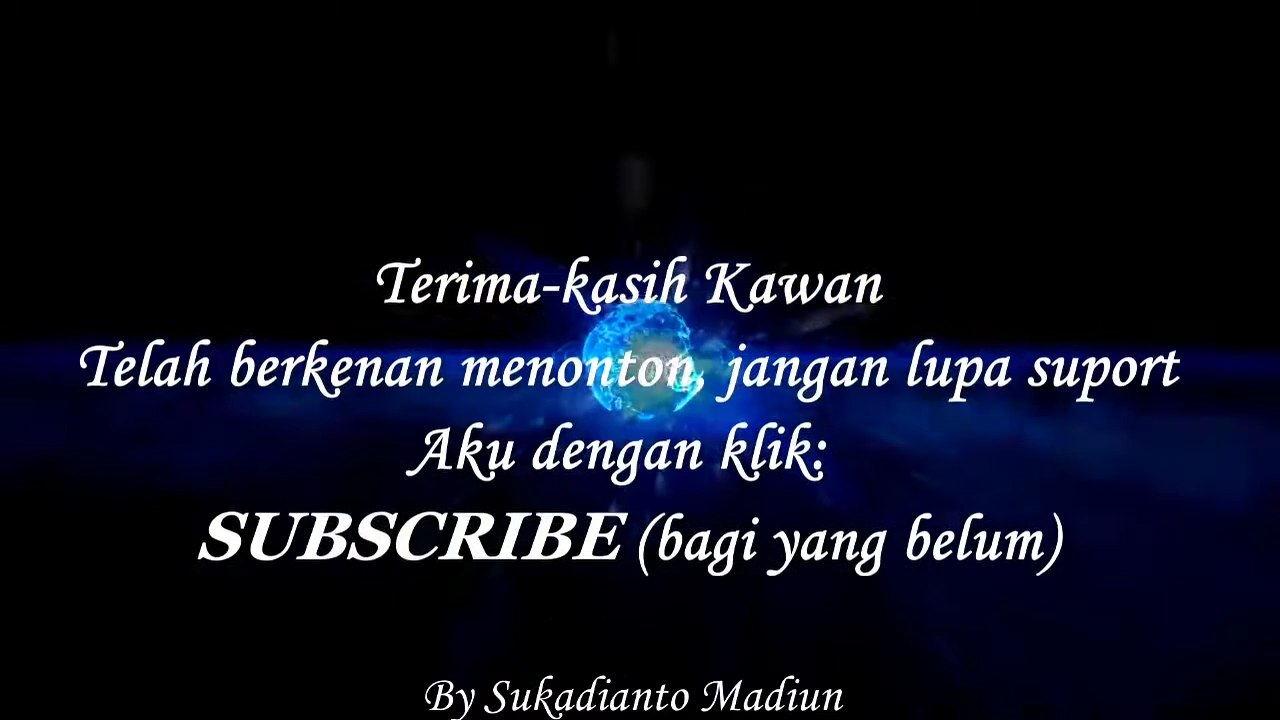 Terima-kasih Kawan
Telah berkenan menonton, jangan lupa suport
Aku dengan klik:
SUBSCRIBE (bagi yang belum)
By Sukadianto Madiun